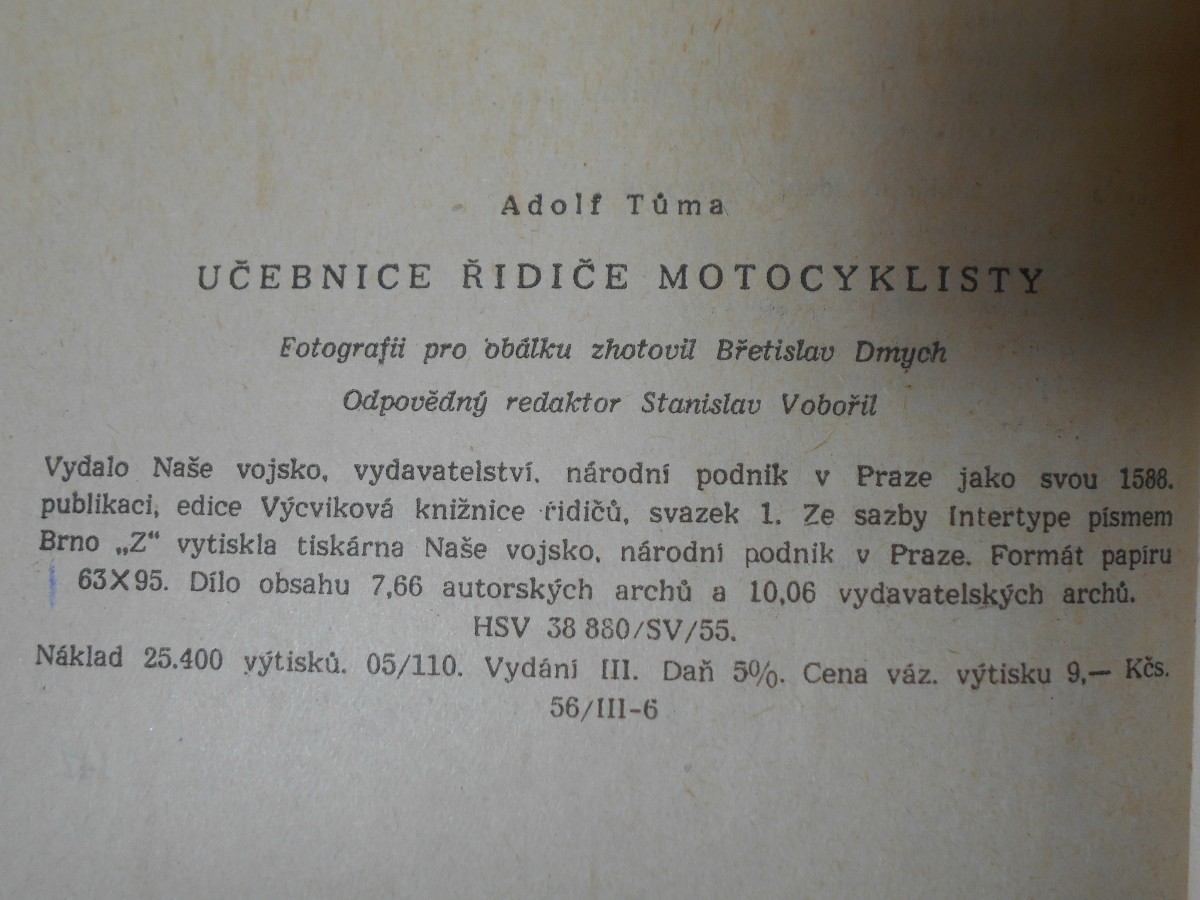 Adolf Tůma
UČEBNICE ŘIDIČE MOTOCYKLISTY
Fotografii pro obálku zhotovil Břetislav Dmych
Odpovědný redaktor Stanislav Vobořil
Vydalo Naše vojsko, vydavatelství, národní podnik v Praze jako svou 1588.
publikaci, edice Výcviková knižnice řidičů, svazek 1. Ze sazby Intertype písmem
Brno „Z“ vytiskla tiskárna Naše vojsko, národní podnik v Praze. Formát papíru
63×95. Dílo obsahu 7,66 autorských archů a 10,06 vydavatelských archů.
HSV 38 880/SV/55.
Náklad 25.400 výtisků. 05/110. Vydání III. Daň 5%. Cena váz. výtisku 9,— Kčs.
56/III-6